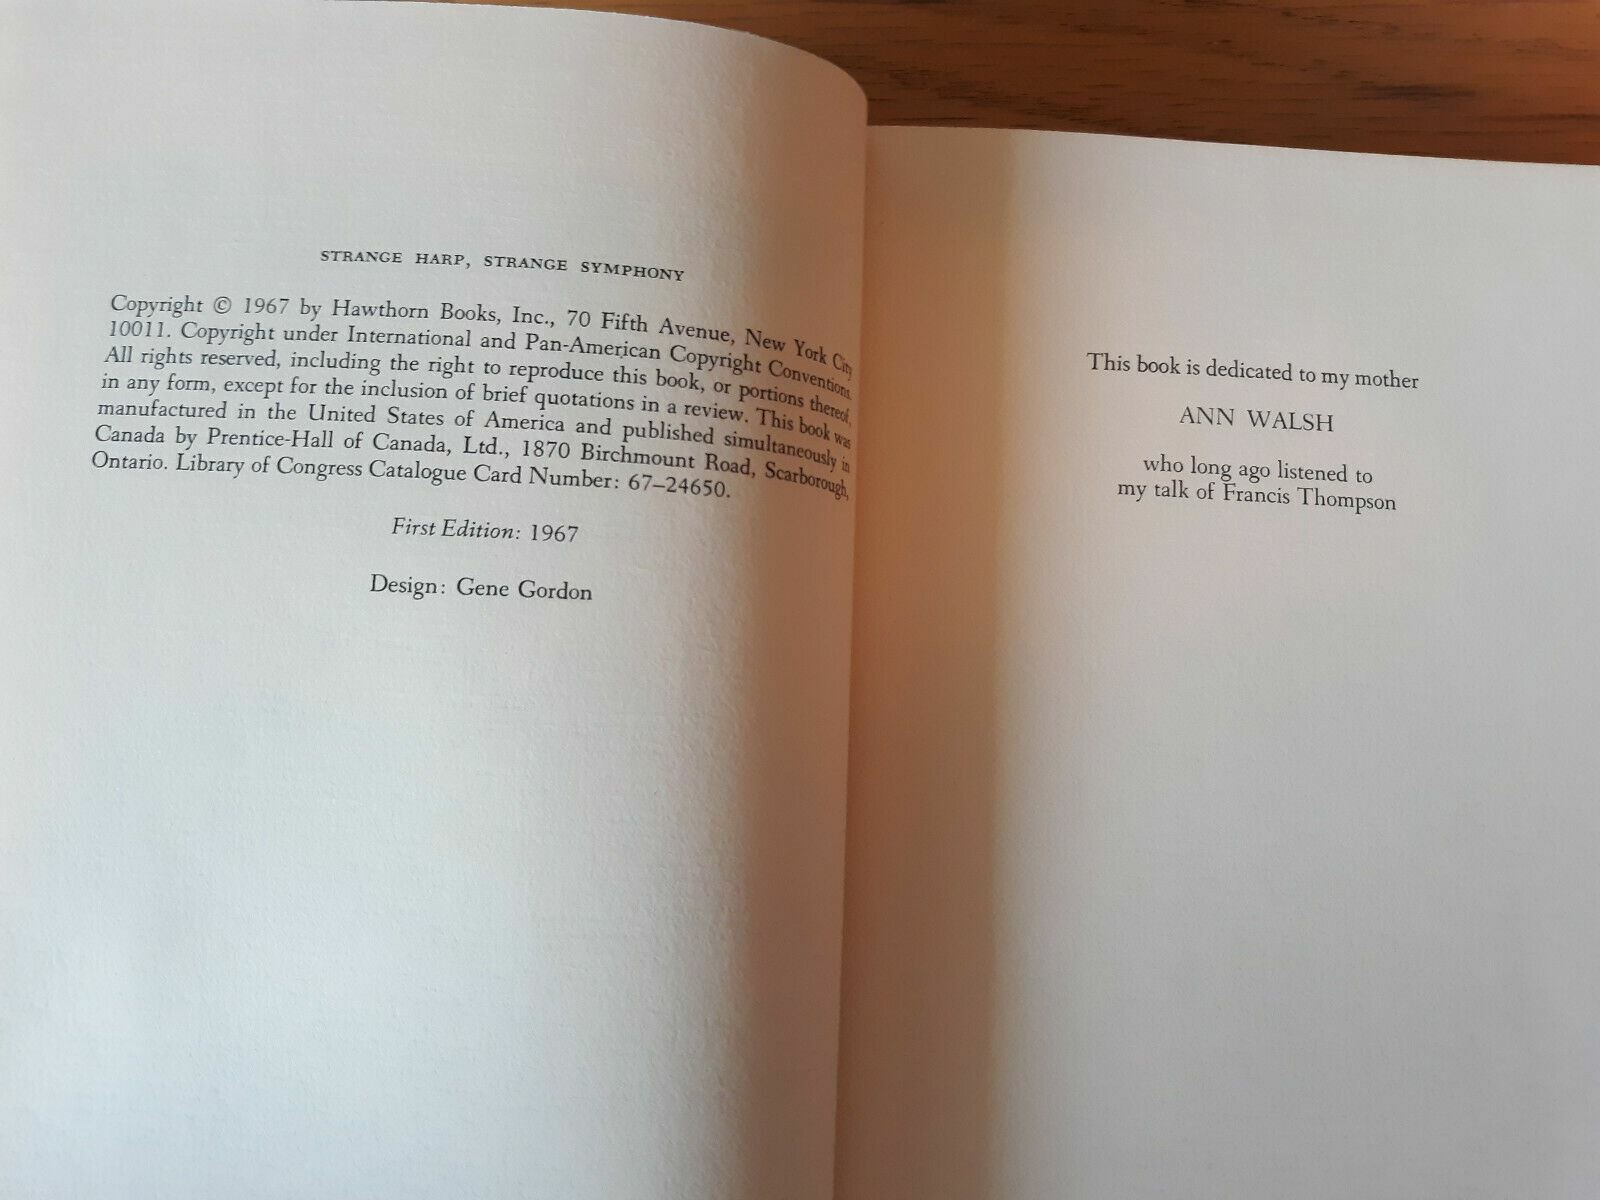 STRANGE HARP, STRANGE SYMPHONY
Copyright © 1967 by Hawthorn Books, Inc., 70 Fifth Avenue, New York City
10011. Copyright under International and Pan-American Copyright Conventions.
All rights reserved, including the right to reproduce this book, or portions thereof,
in any form, except for the inclusion of brief quotations in a review. This book was
manufactured in the United States of America and published simultaneously in
Canada by Prentice-Hall of Canada, Ltd., 1870 Birchmount Road, Scarborough,
Ontario. Library of Congress Catalogue Card Number: 67–24650.
First Edition: 1967
Design: Gene Gordon
This book is dedicated to my mother
ANN WALSH
who long ago listened to
my talk of Francis Thompson